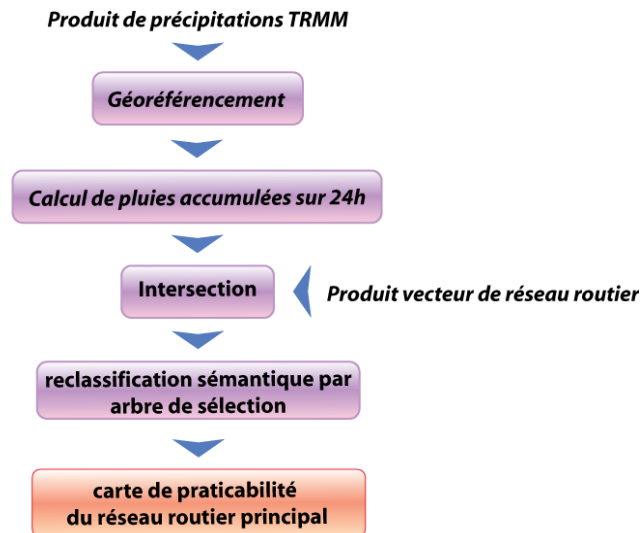 Produit de précipitations TRMM
Géoréférencement
Calcul de pluies accumulées sur 24h
Intersection
Produit vecteur de réseau routier
reclassification sémantique par
arbre de sélection
carte de praticabilité
du réseau routier principal